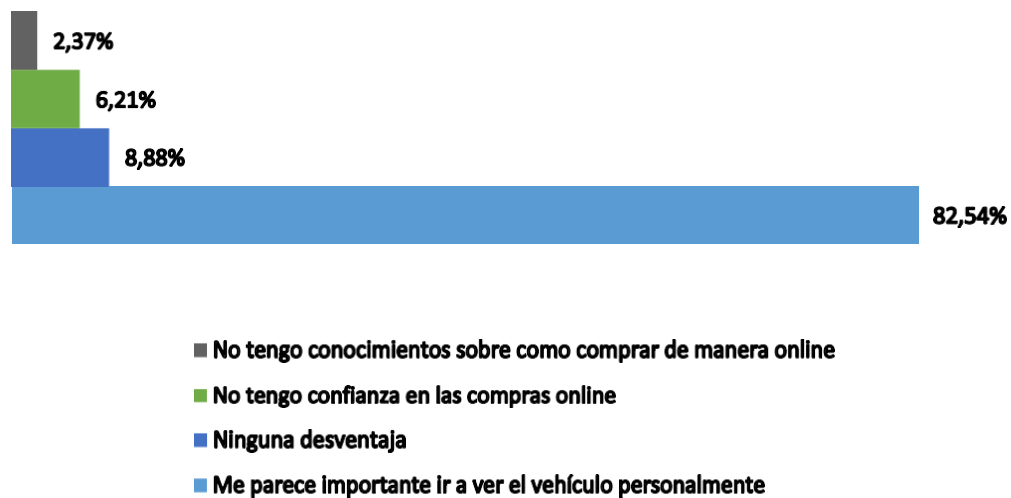 2,37%
6,21%
8,88%
82,54%
No tengo conocimientos sobre como comprar de manera online
No tengo confianza en las compras online
Ninguna desventaja
Me parece importante ir a ver el vehículo personalmente